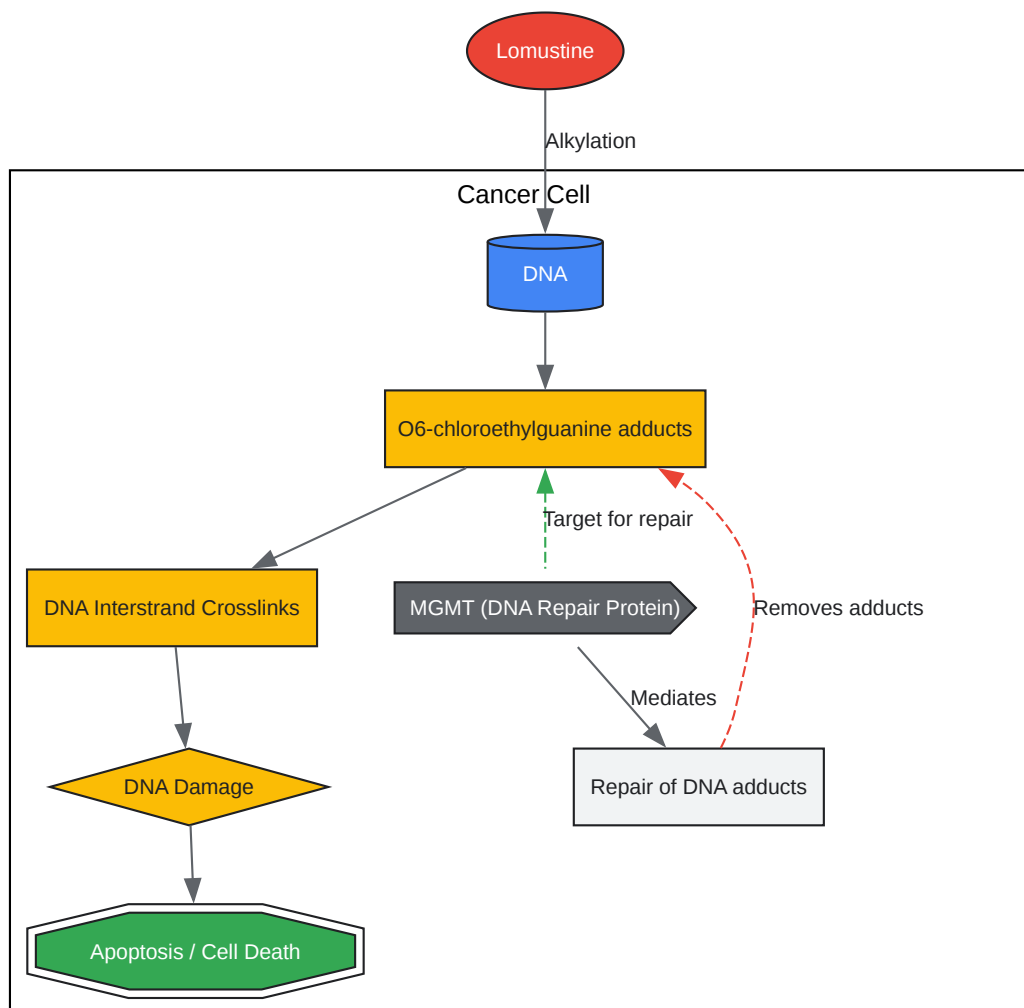 Lomustine
Alkylation
Cancer Cell
DNA
O6-chloroethylguanine adducts
Target for repair
DNA Interstrand Crosslinks
MGMT (DNA Repair Protein)
Removes adducts
Mediates
DNA Damage
Repair of DNA adducts
Apoptosis / Cell Death